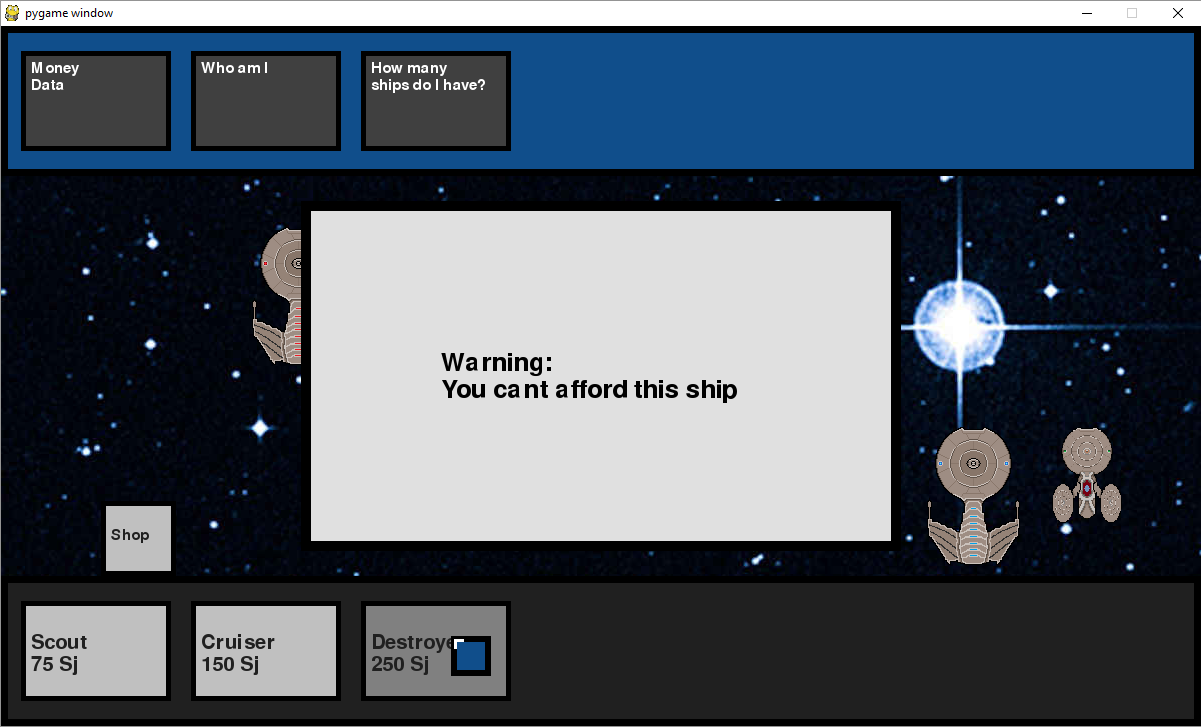 pygame window
Money
Data
Who am I
How many
ships do I have?
Warning:
You cant afford this ship
Shop
Scout
75 Sj
Cruiser
150 Sj
Destroye
250 Sj